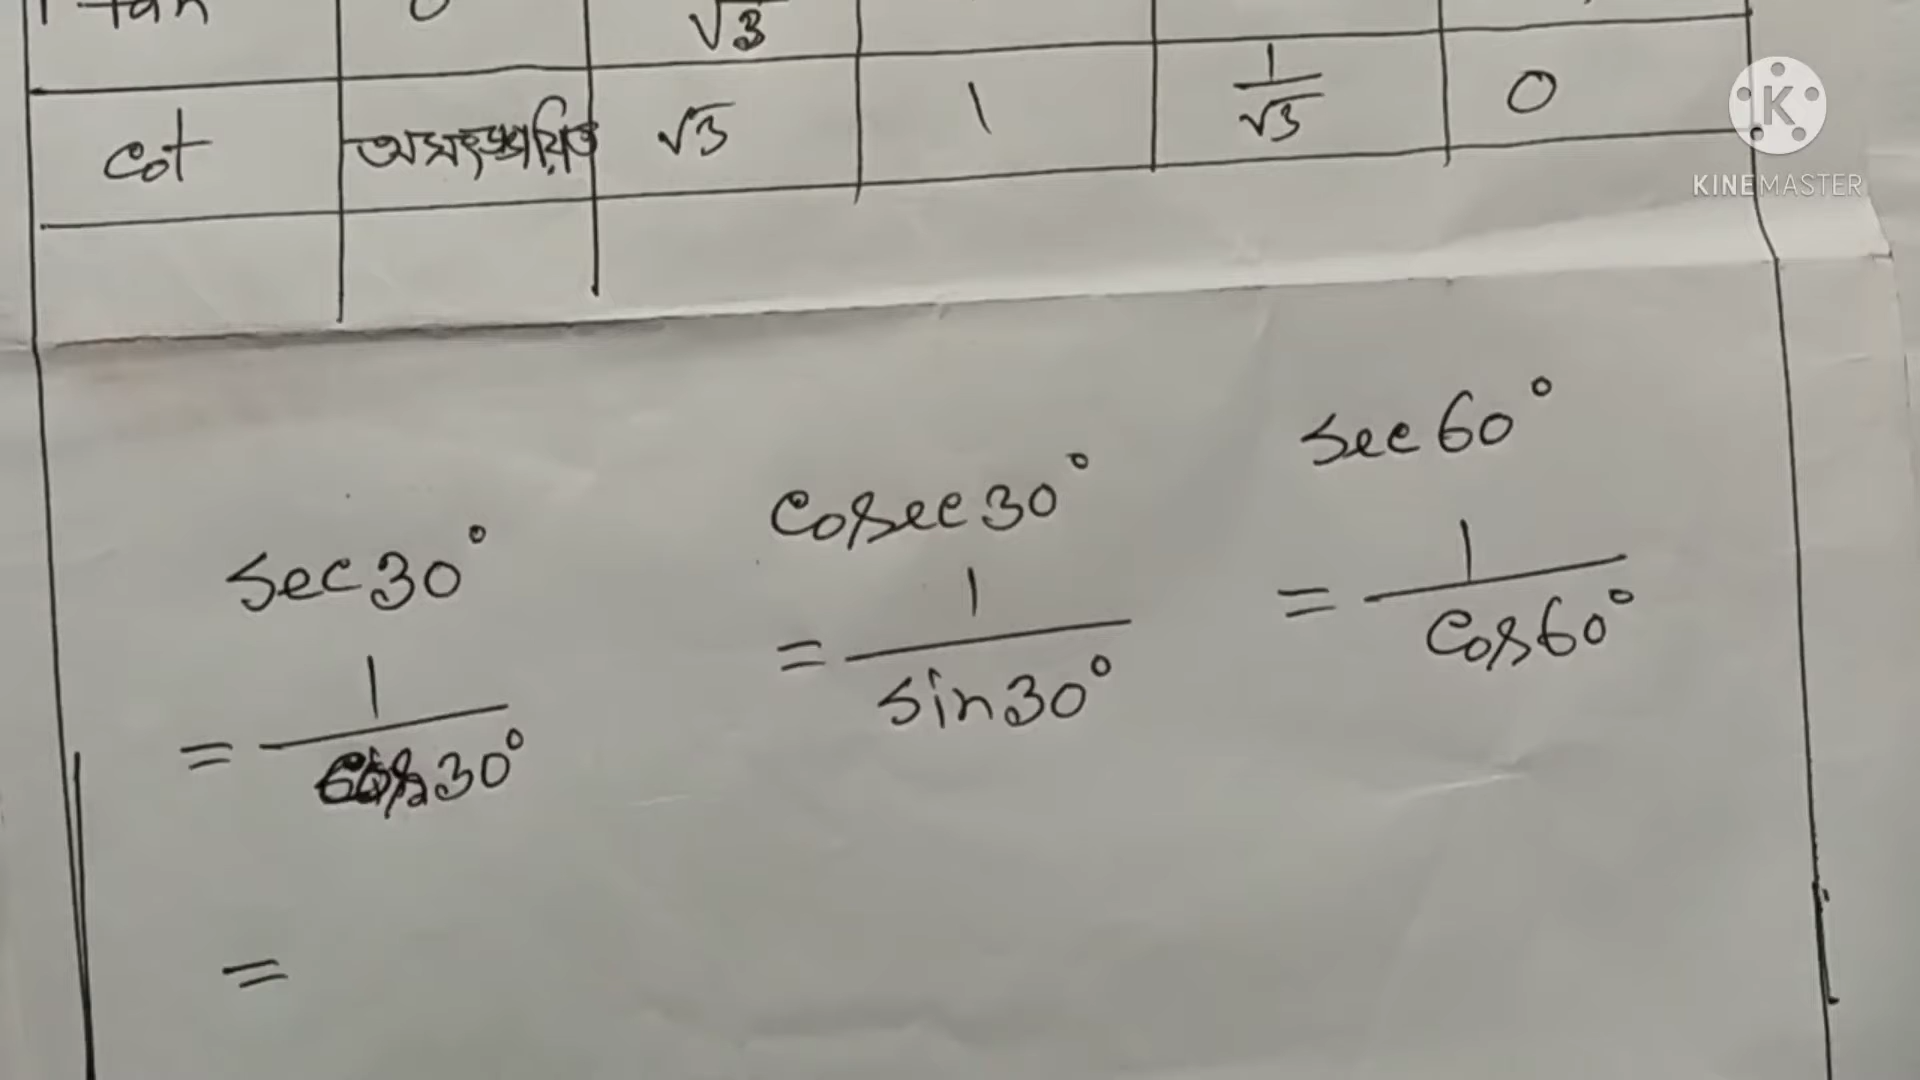 tan 0 √3
cot অসংজ্ঞায়িত √3 1 1/√3 0
KINEMASTER
sec 30° cosec 30° sec 60°
= 1/cos 30° = 1/sin 30° = 1/cos 60°
=